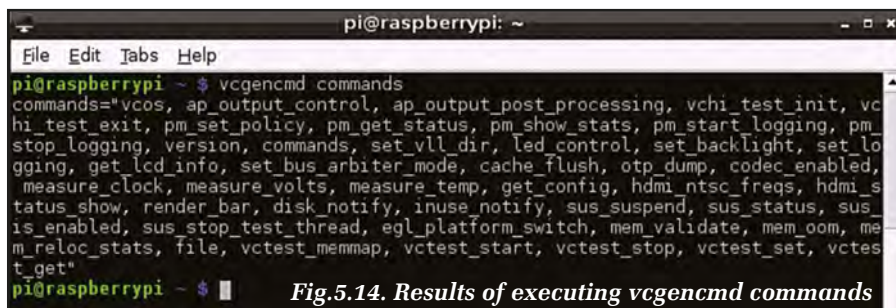 pi@raspberrypi: ~
File Edit Tabs Help
pi@raspberrypi ~ $ vcgencmd commands
commands="vcos, ap_output_control, ap_output_post_processing, vchi_test_init, vc
hi_test_exit, pm_set_policy, pm_get_status, pm_show_stats, pm_start_logging, pm_
stop_logging, version, commands, set_vll_dir, led_control, set_backlight, set_lo
gging, get_lcd_info, set_bus_arbiter_mode, cache_flush, otp_dump, codec_enabled,
 measure_clock, measure_volts, measure_temp, get_config, hdmi_ntsc_freqs, hdmi_s
tatus_show, render_bar, disk_notify, inuse_notify, sus_suspend, sus_status, sus_
is_enabled, sus_stop_test_thread, egl_platform_switch, mem_validate, mem_oom, me
m_reloc_stats, file, vctest_memmap, vctest_start, vctest_stop, vctest_set, vctes
t_get"
pi@raspberrypi ~ $
Fig.5.14. Results of executing vcgencmd commands